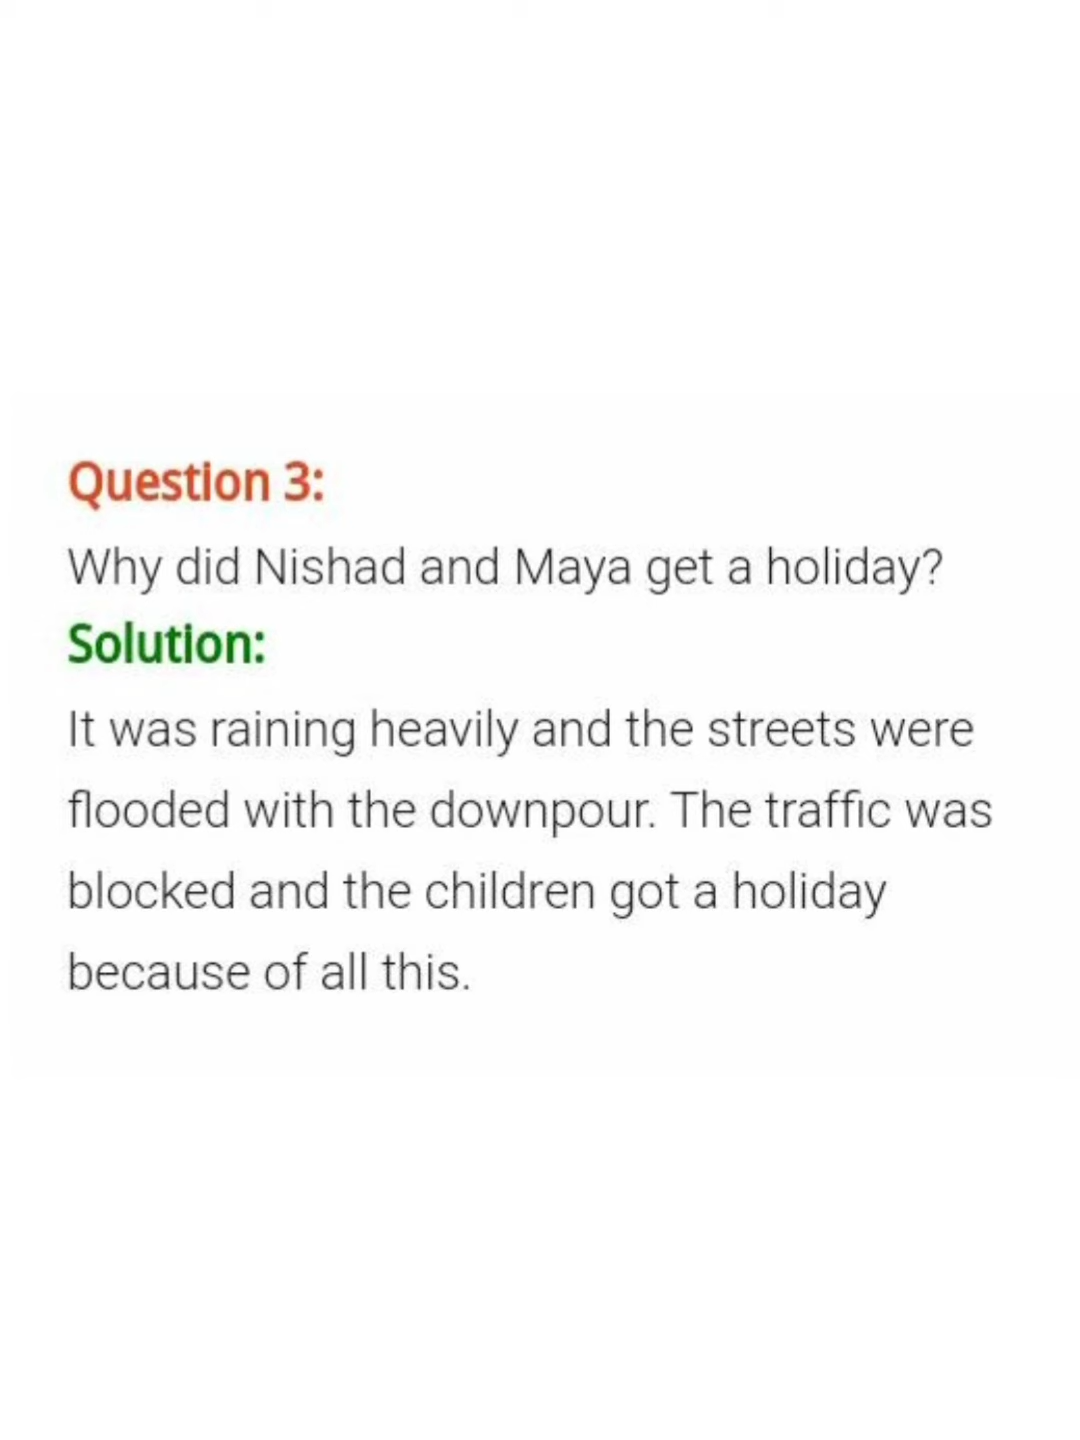 Question 3:
Why did Nishad and Maya get a holiday?
Solution:
It was raining heavily and the streets were
flooded with the downpour. The traffic was
blocked and the children got a holiday
because of all this.